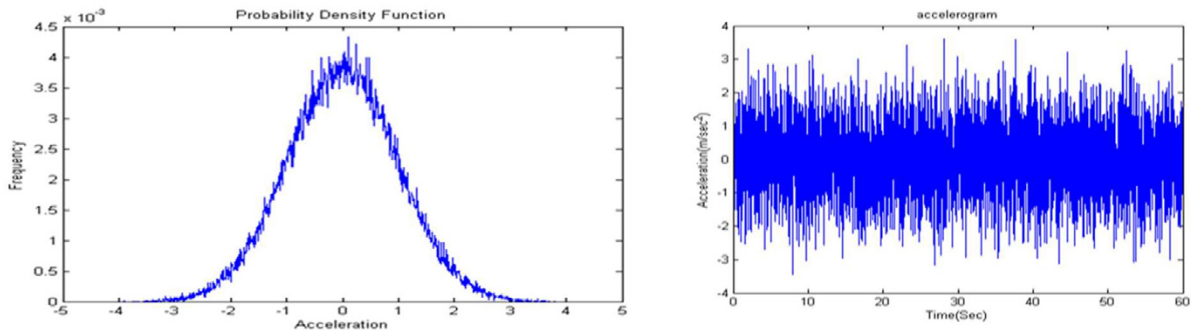 Probability Density Function
× 10⁻³
4.5
4
3.5
3
2.5
2
1.5
1
0.5
0
Frequency
-5 -4 -3 -2 -1 0 1 2 3 4 5
Acceleration
accelerogram
4
3
2
1
0
-1
-2
-3
-4
Acceleration(m/sec²)
0 10 20 30 40 50 60
Time(Sec)